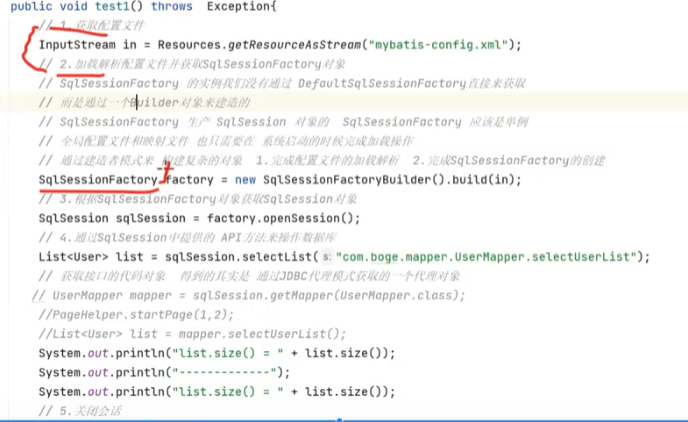 public void test1() throws Exception{
// 1.获取配置文件
InputStream in = Resources.getResourceAsStream("mybatis-config.xml");
// 2.加载解析配置文件并获取SqlSessionFactory对象
// SqlSessionFactory 的实例我们没有通过 DefaultSqlSessionFactory直接来获取
// 而是通过一个Builder对象来建造的
// SqlSessionFactory 生产 SqlSession 对象的  SqlSessionFactory 应该是单例
// 全局配置文件和映射文件 也只需要在 系统启动的时候完成加载操作
// 通过建造者模式来 构建复杂的对象  1.完成配置文件的加载解析  2.完成SqlSessionFactory的创建
SqlSessionFactory factory = new SqlSessionFactoryBuilder().build(in);
// 3.根据SqlSessionFactory对象获取SqlSession对象
SqlSession sqlSession = factory.openSession();
// 4.通过SqlSession中提供的 API方法来操作数据库
List<User> list = sqlSession.selectList( s: "com.boge.mapper.UserMapper.selectUserList");
// 获取接口的代码对象  得到的其实是 通过JDBC代理模式获取的一个代理对象
// UserMapper mapper = sqlSession.getMapper(UserMapper.class);
//PageHelper.startPage(1,2);
//List<User> list = mapper.selectUserList();
System.out.println("list.size() = " + list.size());
System.out.println("-------------");
System.out.println("list.size() = " + list.size());
// 5.关闭会话